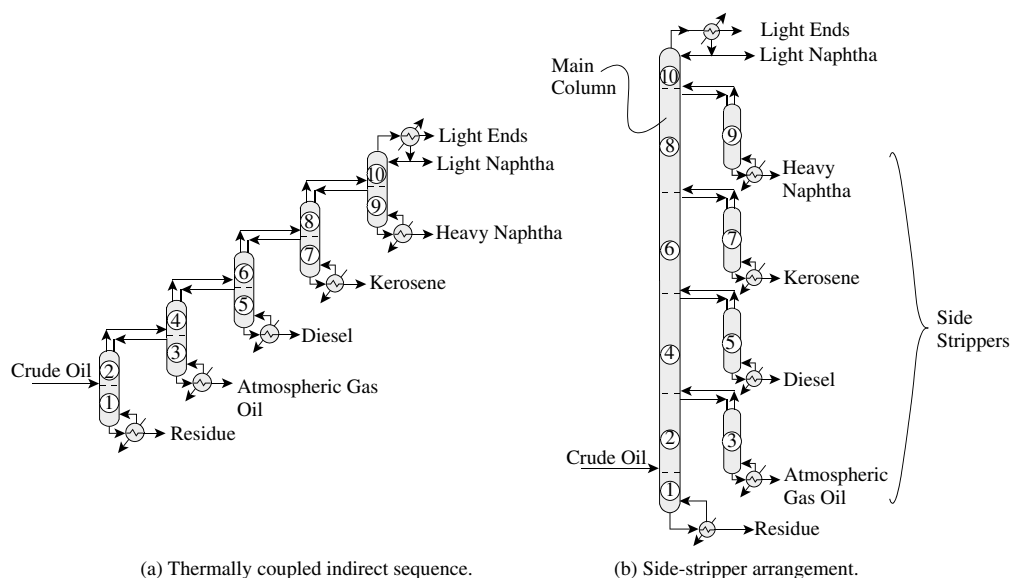 Light Ends
Light Naphtha
10
9
Heavy Naphtha
8
7
Kerosene
6
5
Diesel
4
3
Atmospheric Gas
Oil
Crude Oil
2
1
Residue
(a) Thermally coupled indirect sequence.
Light Ends
Light Naphtha
Main
Column
10
9
Heavy
Naphtha
8
7
Kerosene
6
5
Diesel
Side
Strippers
4
3
Atmospheric
Gas Oil
2
Crude Oil
1
Residue
(b) Side-stripper arrangement.